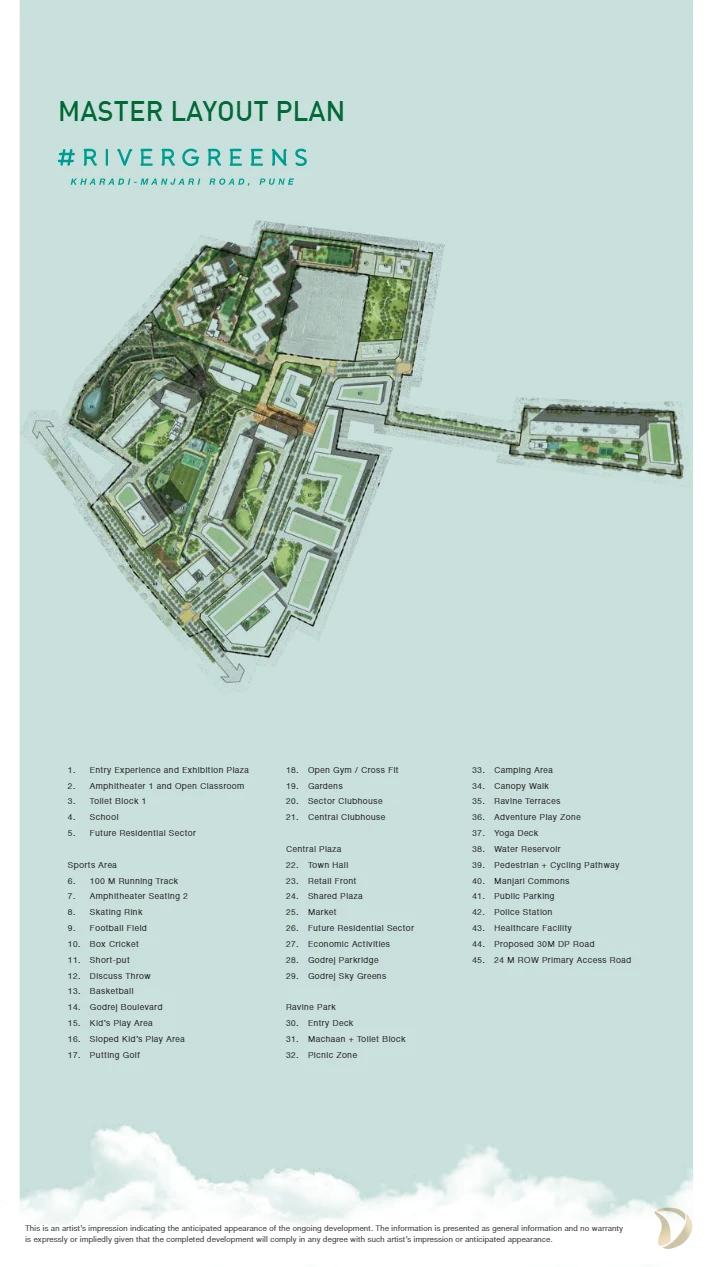 MASTER LAYOUT PLAN
#RIVERGREENS
KHARADI-MANJARI ROAD, PUNE
1. Entry Experience and Exhibition Plaza
2. Amphitheater 1 and Open Classroom
3. Toilet Block 1
4. School
5. Future Residential Sector
Sports Area
6. 100 M Running Track
7. Amphitheater Seating 2
8. Skating Rink
9. Football Field
10. Box Cricket
11. Short-put
12. Discuss Throw
13. Basketball
14. Godrej Boulevard
15. Kid's Play Area
16. Sloped Kid's Play Area
17. Putting Golf
18. Open Gym / Cross Fit
19. Gardens
20. Sector Clubhouse
21. Central Clubhouse
Central Plaza
22. Town Hall
23. Retail Front
24. Shared Plaza
25. Market
26. Future Residential Sector
27. Economic Activities
28. Godrej Parkridge
29. Godrej Sky Greens
Ravine Park
30. Entry Deck
31. Machaan + Toilet Block
32. Picnic Zone
33. Camping Area
34. Canopy Walk
35. Ravine Terraces
36. Adventure Play Zone
37. Yoga Deck
38. Water Reservoir
39. Pedestrian + Cycling Pathway
40. Manjari Commons
41. Public Parking
42. Police Station
43. Healthcare Facility
44. Proposed 30M DP Road
45. 24 M ROW Primary Access Road
This is an artist's impression indicating the anticipated appearance of the ongoing development. The information is presented as general information and no warranty
is expressly or impliedly given that the completed development will comply in any degree with such artist's impression or anticipated appearance.